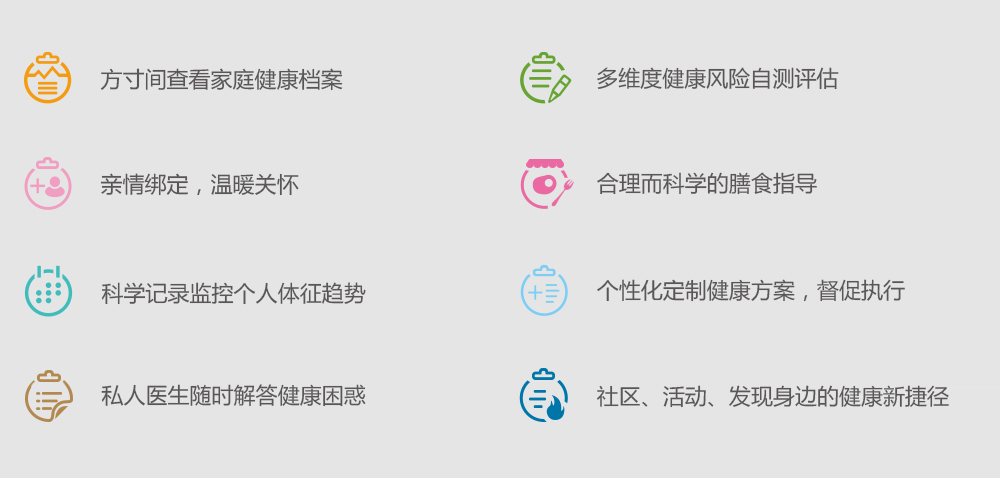 方寸间查看家庭健康档案
多维度健康风险自测评估
亲情绑定，温暖关怀
合理而科学的膳食指导
科学记录监控个人体征趋势
个性化定制健康方案，督促执行
私人医生随时解答健康困惑
社区、活动、发现身边的健康新捷径